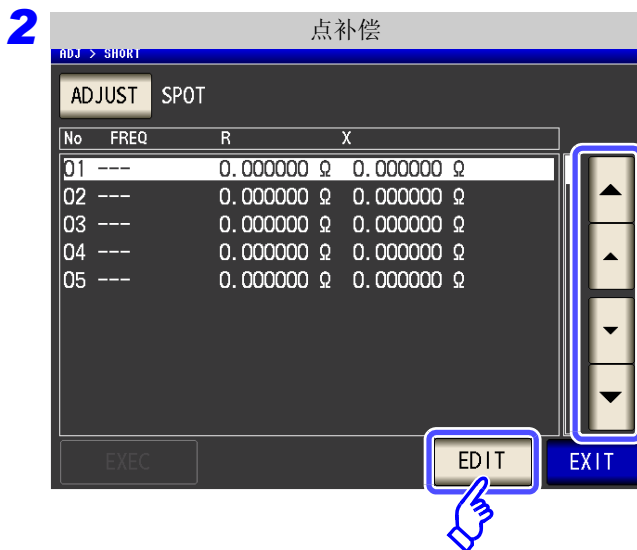 2
点补偿
ADJ > SHORT
ADJUST SPOT
No FREQ R X
01 --- 0.000000 Ω 0.000000 Ω
02 --- 0.000000 Ω 0.000000 Ω
03 --- 0.000000 Ω 0.000000 Ω
04 --- 0.000000 Ω 0.000000 Ω
05 --- 0.000000 Ω 0.000000 Ω
EXEC EDIT EXIT